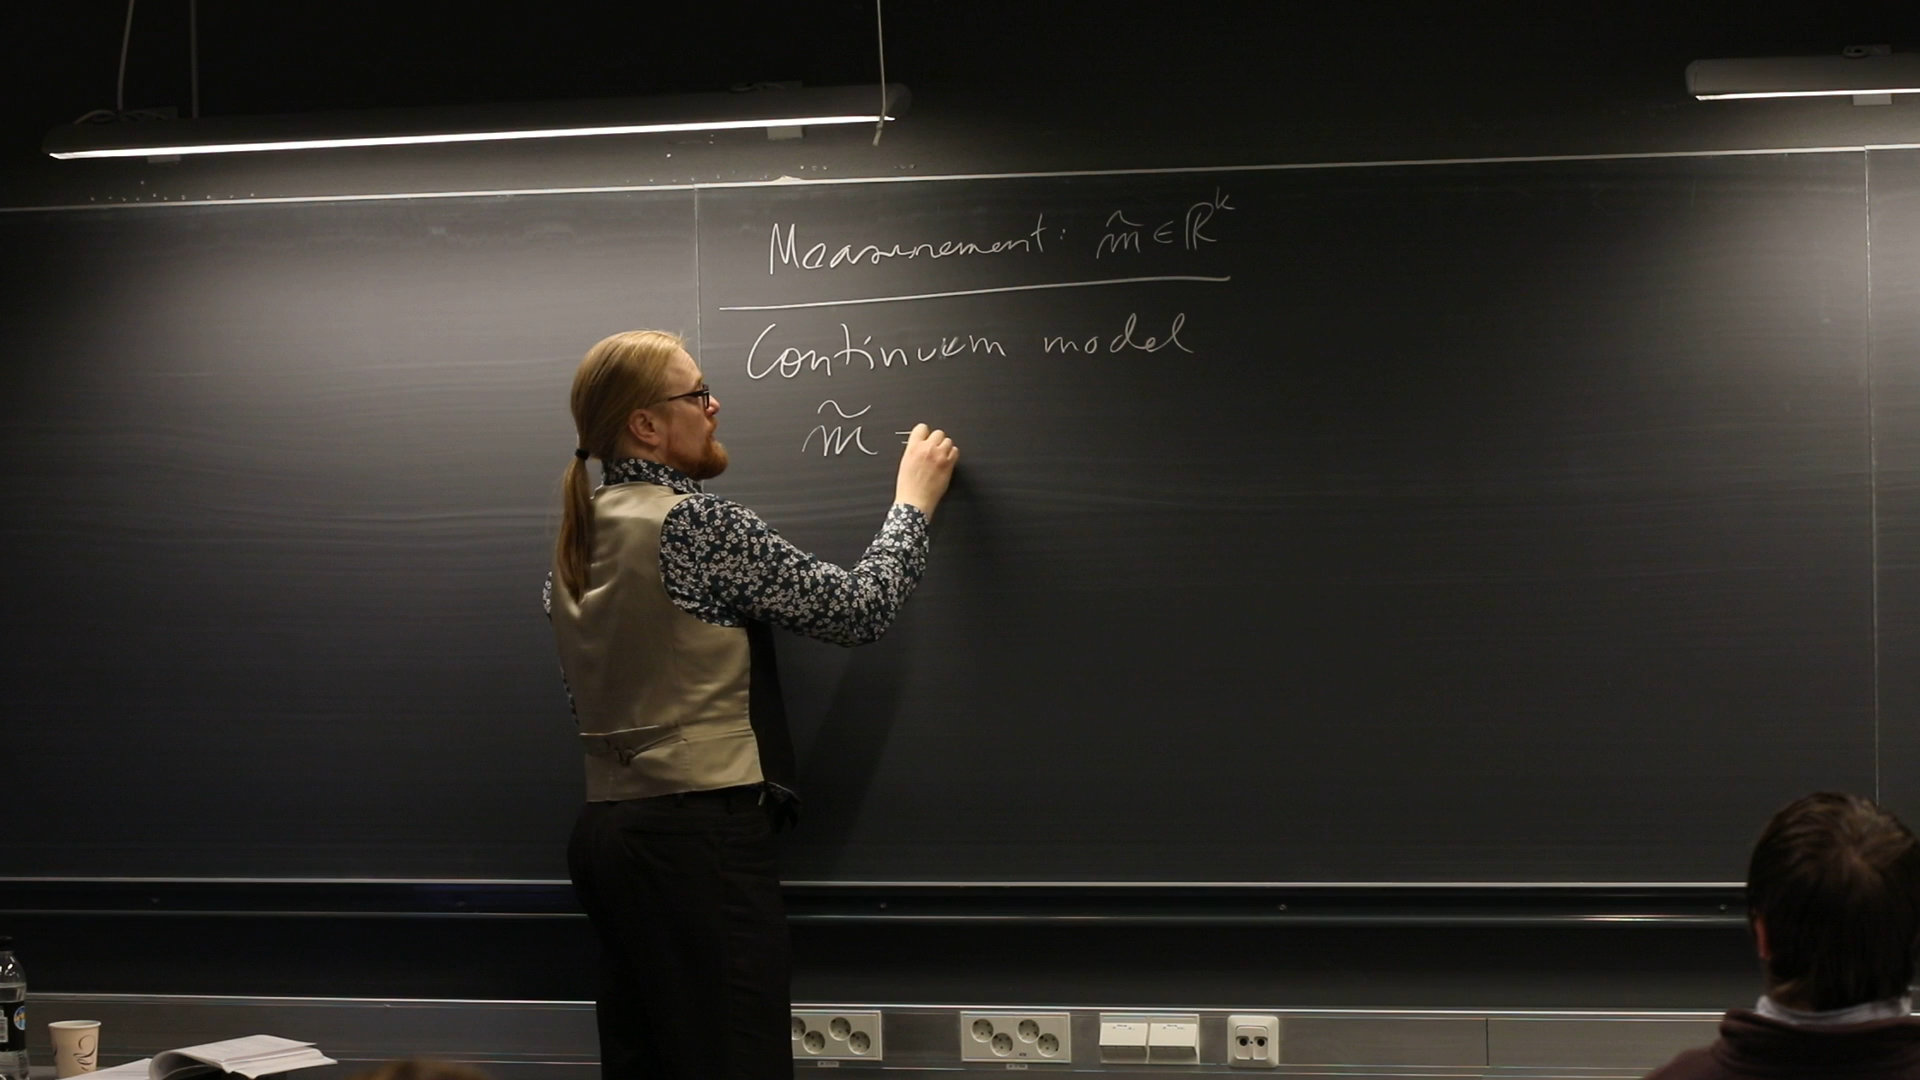 Measurement: m̃ ∈ ℝᵏ
Continuum model
m̃ =